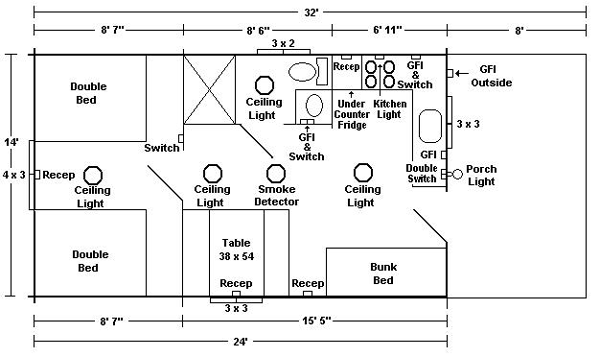 32'
8' 7"
8' 6"
6' 11"
8'
3 x 2
Double
Bed
Ceiling
Light
Recep
GFI
&
Switch
GFI
Outside
Under
Counter
Fridge
Kitchen
Light
3 x 3
14'
Switch
GFI
&
Switch
GFI
Double
Switch
Porch
Light
4 x 3
Recep
Ceiling
Light
Ceiling
Light
Smoke
Detector
Ceiling
Light
Double
Bed
Table
38 x 54
Recep
Recep
Bunk
Bed
3 x 3
8' 7"
15' 5"
24'